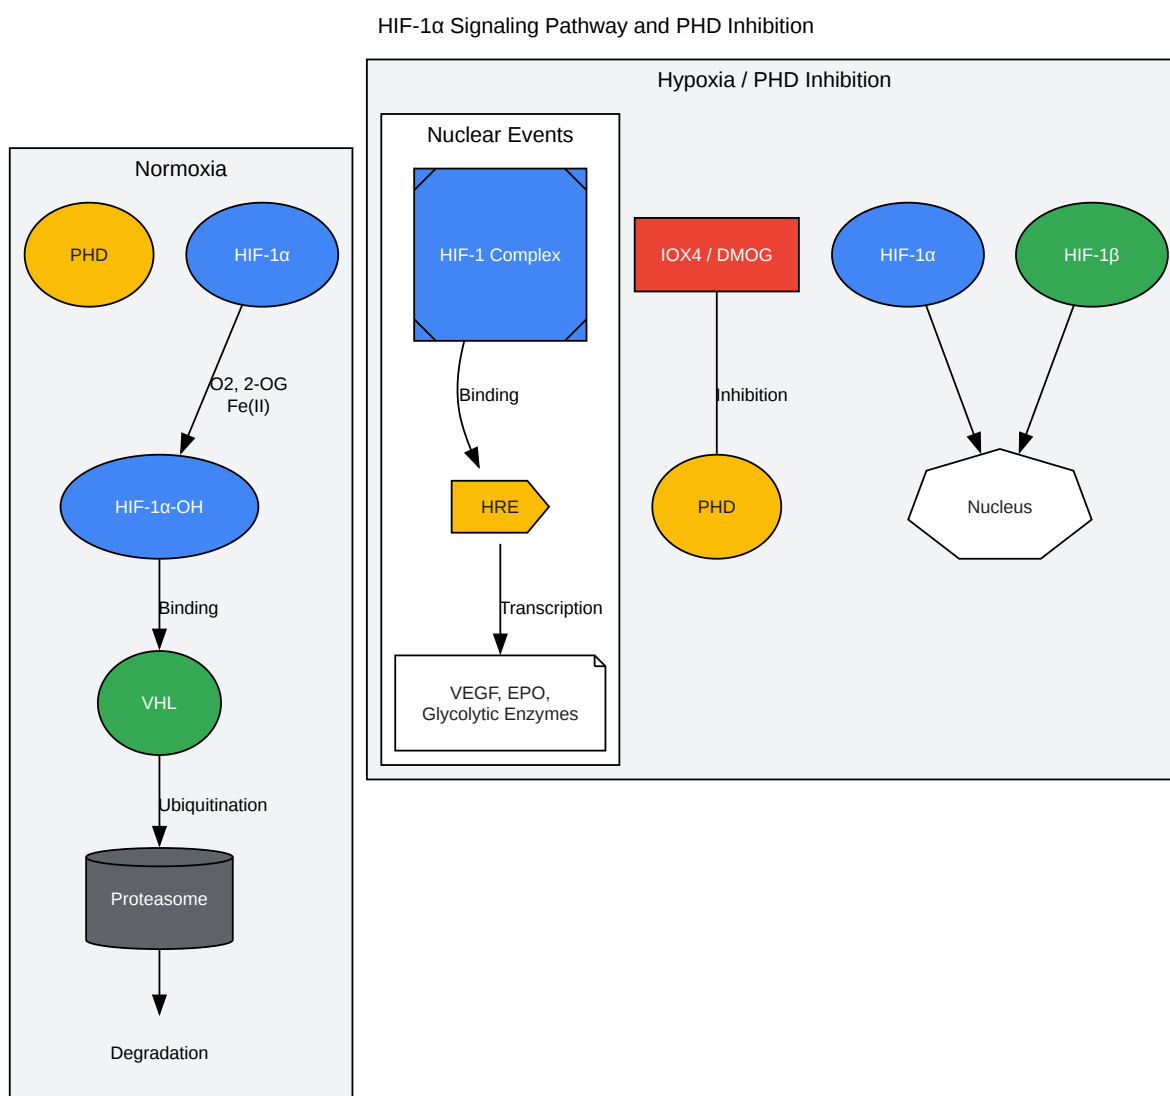 HIF-1α Signaling Pathway and PHD Inhibition
Normoxia
PHD
HIF-1α
O2, 2-OG
Fe(II)
HIF-1α-OH
Binding
VHL
Ubiquitination
Proteasome
Degradation
Hypoxia / PHD Inhibition
Nuclear Events
HIF-1 Complex
Binding
HRE
Transcription
VEGF, EPO,
Glycolytic Enzymes
IOX4 / DMOG
Inhibition
PHD
HIF-1α
HIF-1β
Nucleus